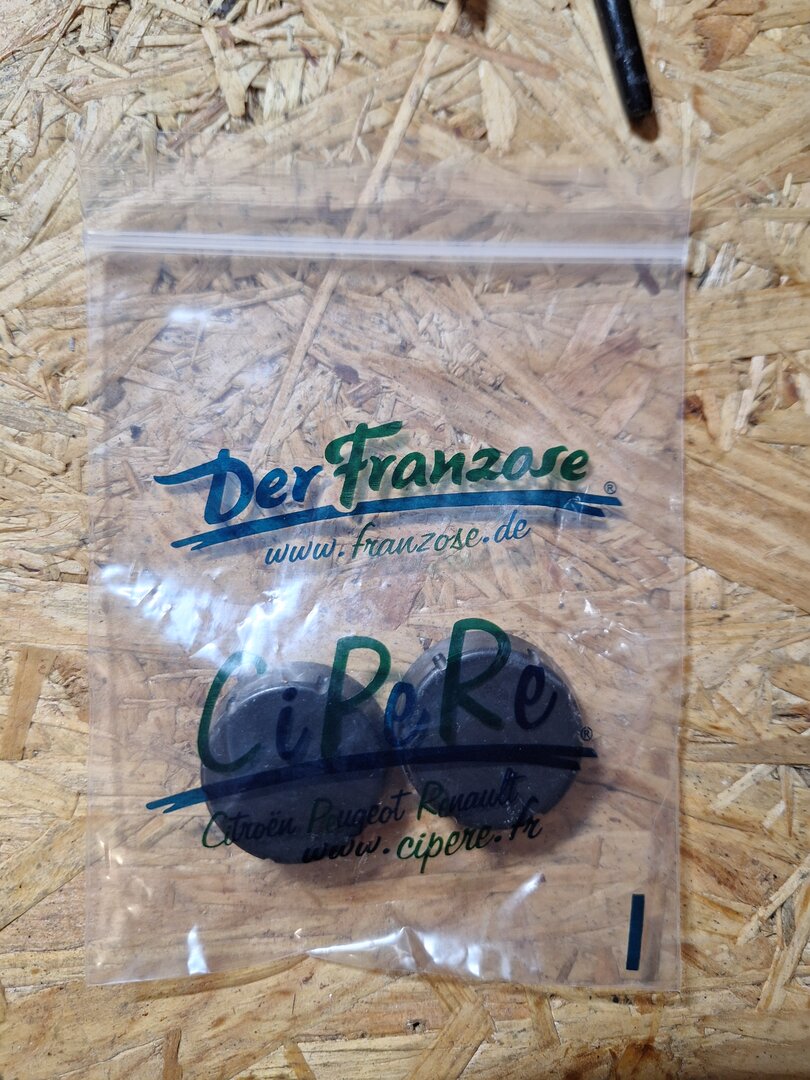 Der Franzose ®
www.franzose.de
CiPeRe ®
Citroën Peugeot Renault
www.cipere.fr